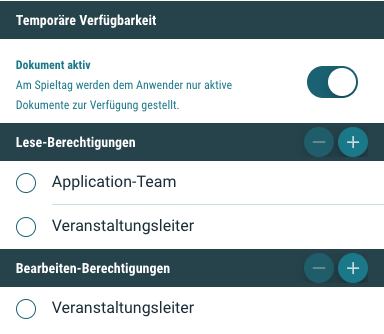 Temporäre Verfügbarkeit
Dokument aktiv
Am Spieltag werden dem Anwender nur aktive
Dokumente zur Verfügung gestellt.
Lese-Berechtigungen
Application-Team
Veranstaltungsleiter
Bearbeiten-Berechtigungen
Veranstaltungsleiter